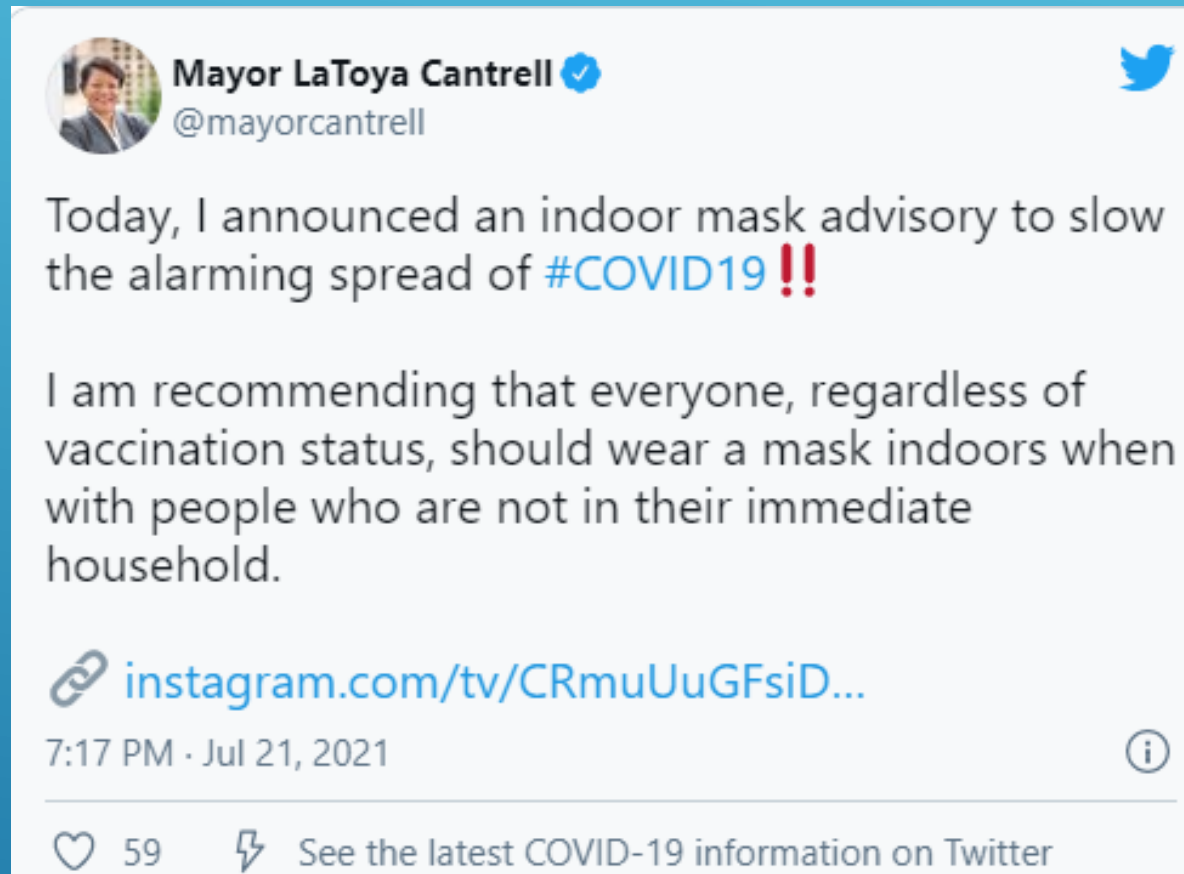 Mayor LaToya Cantrell
@mayorcantrell
Today, I announced an indoor mask advisory to slow
the alarming spread of #COVID19‼
I am recommending that everyone, regardless of
vaccination status, should wear a mask indoors when
with people who are not in their immediate
household.
instagram.com/tv/CRmuUuGFsiD...
7:17 PM · Jul 21, 2021
59 See the latest COVID-19 information on Twitter